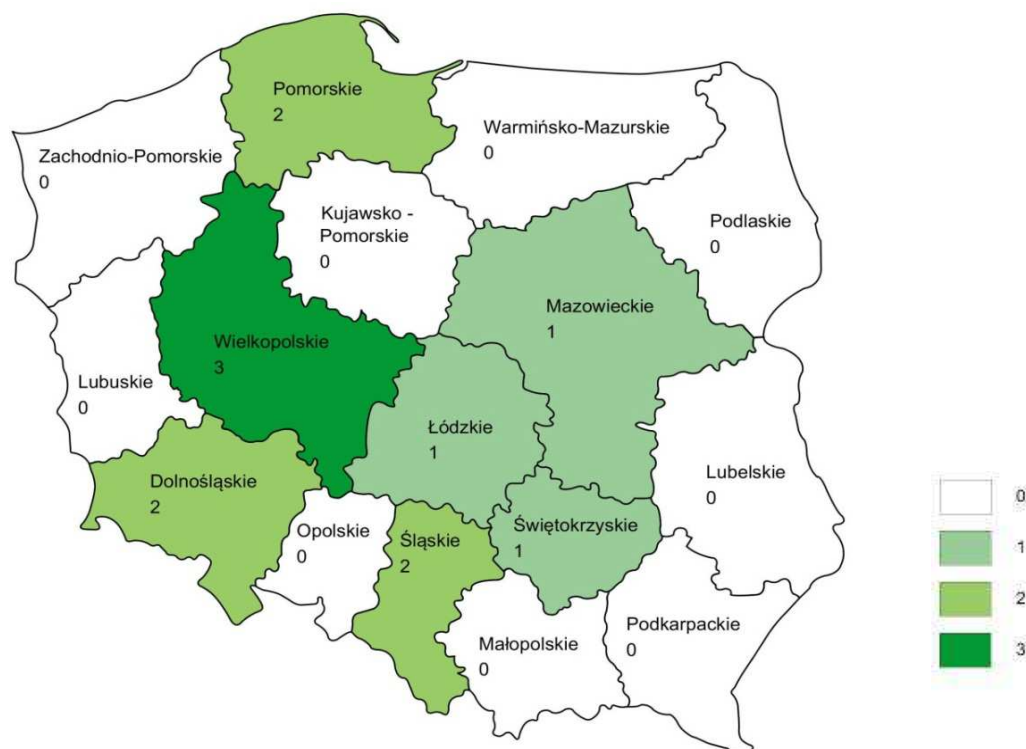 Pomorskie
2
Warmińsko-Mazurskie
0
Zachodnio-Pomorskie
0
Kujawsko -
Pomorskie
0
Podlaskie
0
Mazowieckie
1
Wielkopolskie
3
Lubuskie
0
Łódzkie
1
Lubelskie
0
Dolnośląskie
2
Opolskie
0
Śląskie
2
Świętokrzyskie
1
Małopolskie
0
Podkarpackie
0
0
1
2
3